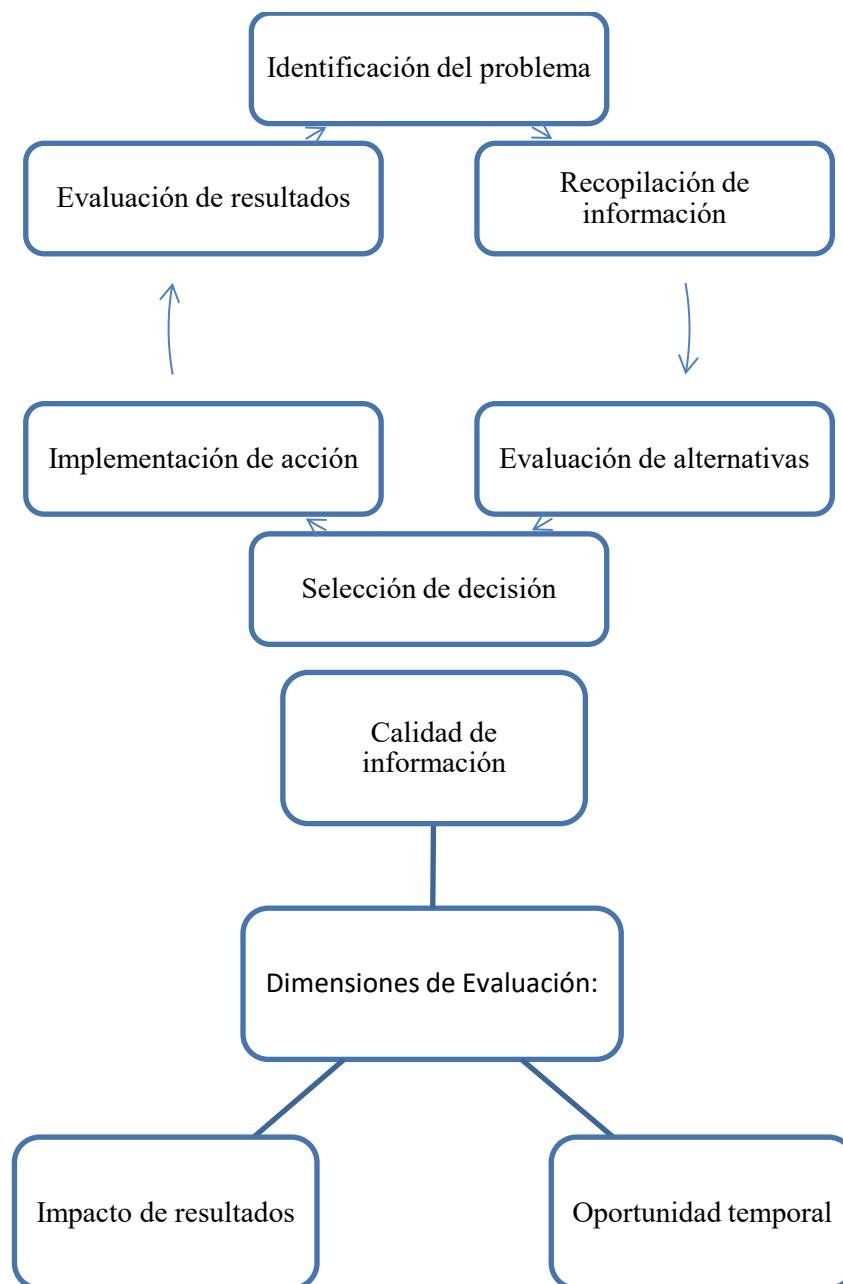 Identificación del problema
Evaluación de resultados
Recopilación de
información
Implementación de acción
Evaluación de alternativas
Selección de decisión
Calidad de
información
Dimensiones de Evaluación:
Impacto de resultados
Oportunidad temporal